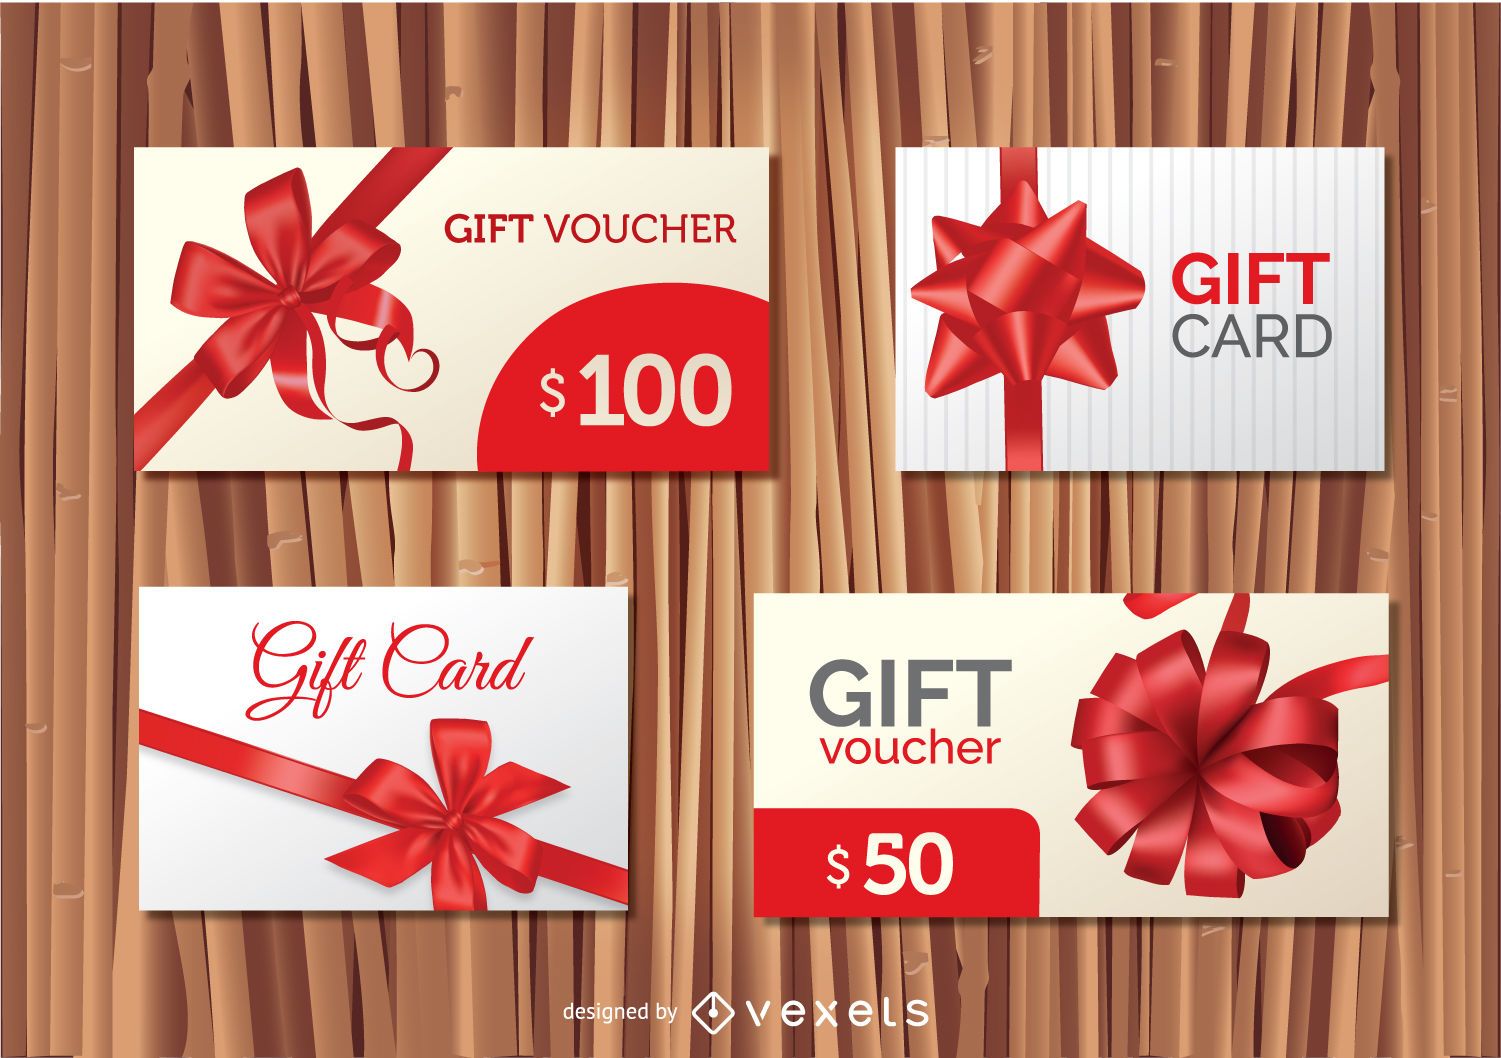 GIFT VOUCHER
$ 100
GIFT
CARD
Gift Card
GIFT
voucher
$ 50
designed by vexels